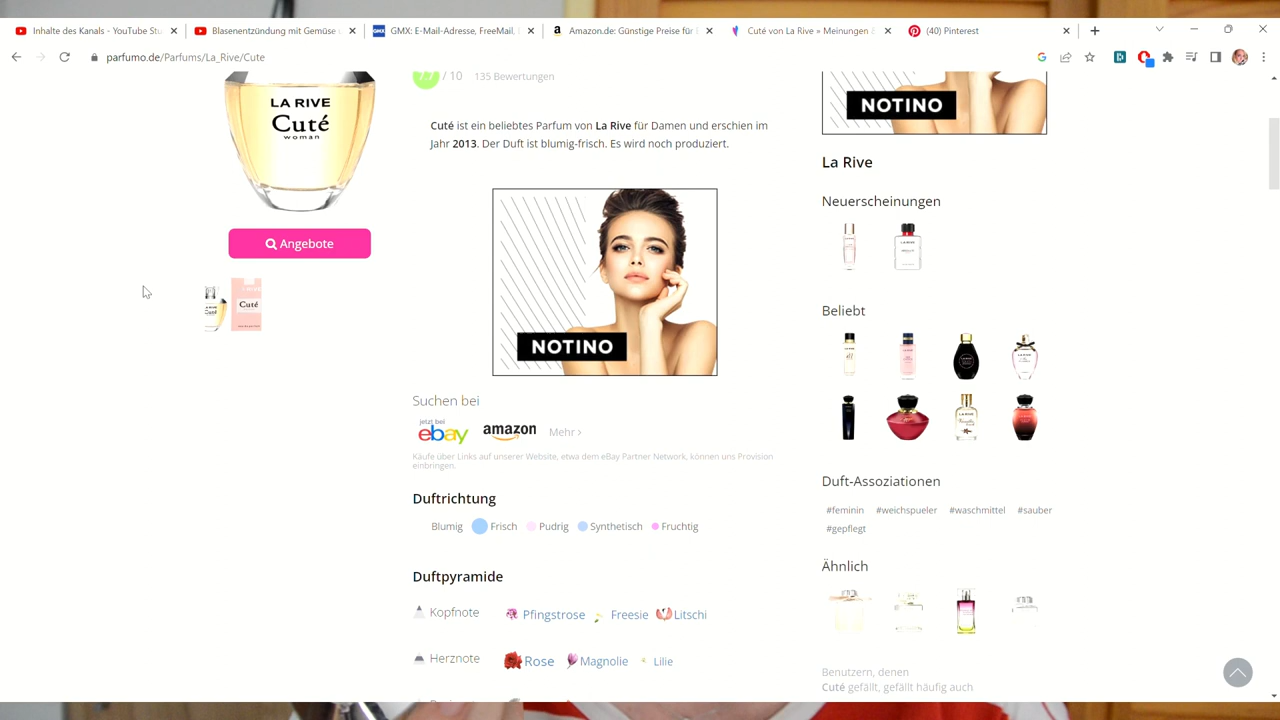 Inhalte des Kanals - YouTube Stu
Blasenentzündung mit Gemüse
GMX: E-Mail-Adresse, FreeMail,
Amazon.de: Günstige Preise für
Cuté von La Rive » Meinungen &
(40) Pinterest
parfumo.de/Parfums/La_Rive/Cute
LA RIVE
Cuté
woman
Angebote
Cuté
7.7 / 10 135 Bewertungen
Cuté ist ein beliebtes Parfum von La Rive für Damen und erschien im
Jahr 2013. Der Duft ist blumig-frisch. Es wird noch produziert.
NOTINO
Suchen bei
jetzt bei
ebay amazon Mehr >
Käufe über Links auf unserer Website, etwa dem eBay Partner Network, können uns Provision
einbringen.
Duftrichtung
Blumig Frisch Pudrig Synthetisch Fruchtig
Duftpyramide
Kopfnote Pfingstrose Freesie Litschi
Herznote Rose Magnolie Lilie
NOTINO
La Rive
Neuerscheinungen
Beliebt
Duft-Assoziationen
#feminin #weichspueler #waschmittel #sauber
#gepflegt
Ähnlich
Benutzern, denen
Cuté gefällt, gefällt häufig auch